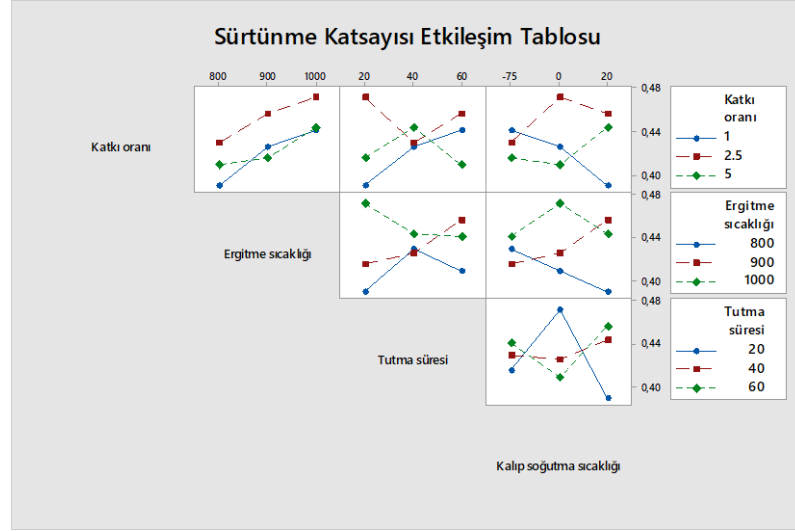 Sürtünme Katsayısı Etkileşim Tablosu
800 900 1000 20 40 60 -75 0 20
Katkı oranı
0,48
0,44
0,40
Katkı
oranı
1
2.5
5
Ergitme sıcaklığı
0,48
0,44
0,40
Ergitme
sıcaklığı
800
900
1000
Tutma süresi
0,48
0,44
0,40
Tutma
süresi
20
40
60
Kalıp soğutma sıcaklığı